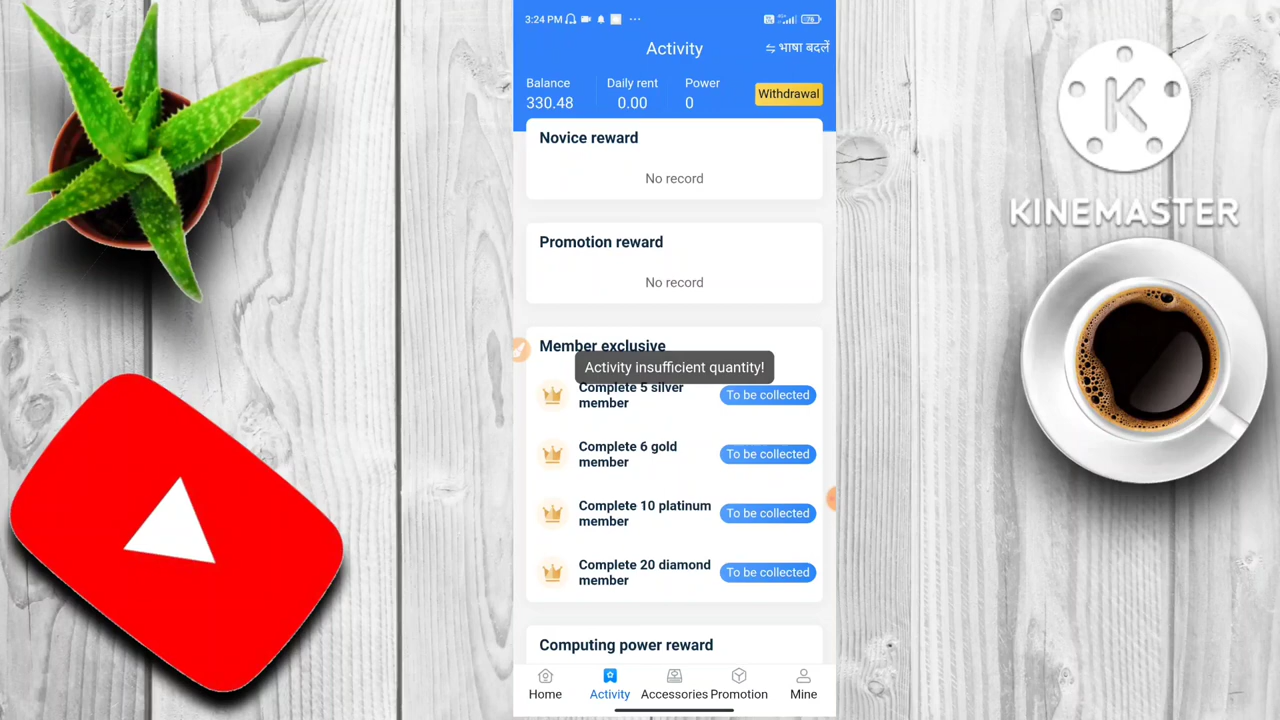 3:24 PM
Activity
⇋ भाषा बदलें
Balance
Daily rent
Power
330.48
0.00
0
Withdrawal
Novice reward
No record
Promotion reward
No record
Member exclusive
Activity insufficient quantity!
Complete 5 silver
member
To be collected
Complete 6 gold
member
To be collected
Complete 10 platinum
member
To be collected
Complete 20 diamond
member
To be collected
Computing power reward
Home
Activity
Accessories
Promotion
Mine
K
KINEMASTER